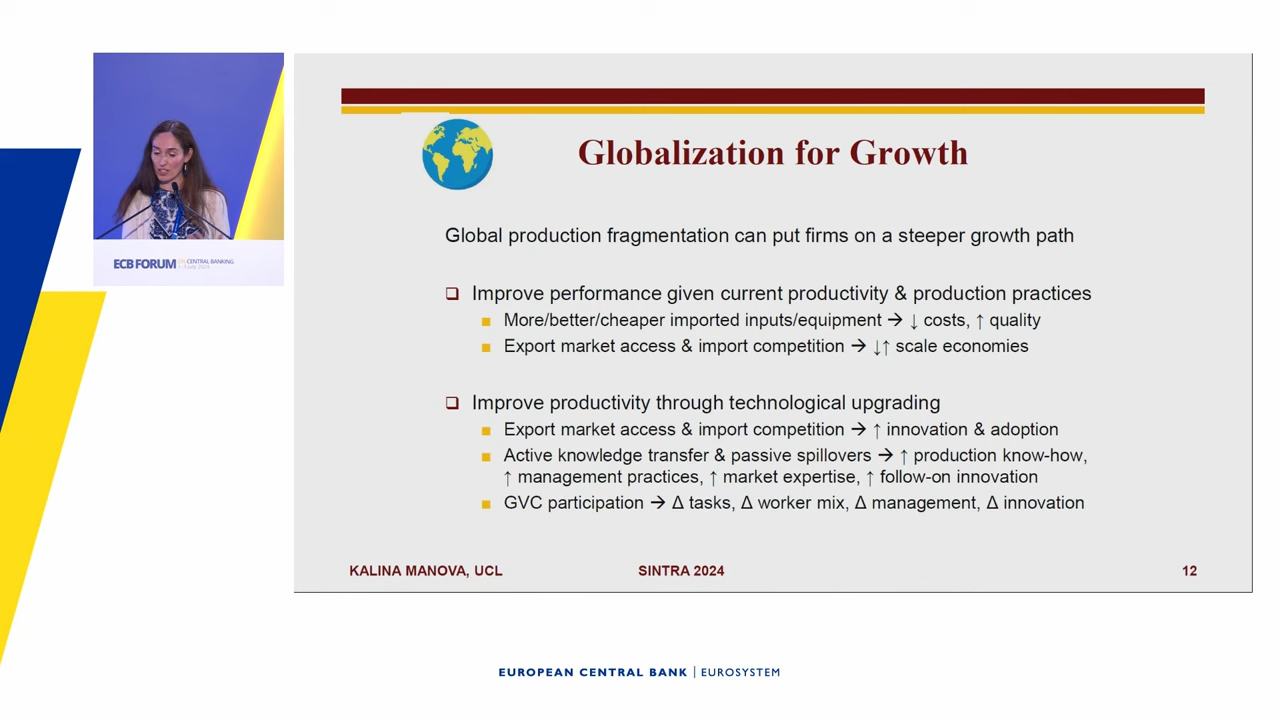 Globalization for Growth
Global production fragmentation can put firms on a steeper growth path
Improve performance given current productivity & production practices
More/better/cheaper imported inputs/equipment → ↓ costs, ↑ quality
Export market access & import competition → ↓↑ scale economies
Improve productivity through technological upgrading
Export market access & import competition → ↑ innovation & adoption
Active knowledge transfer & passive spillovers → ↑ production know-how,
↑ management practices, ↑ market expertise, ↑ follow-on innovation
GVC participation → Δ tasks, Δ worker mix, Δ management, Δ innovation
KALINA MANOVA, UCL
SINTRA 2024
12
ECB FORUM
CENTRAL BANKING
EUROPEAN CENTRAL BANK | EUROSYSTEM